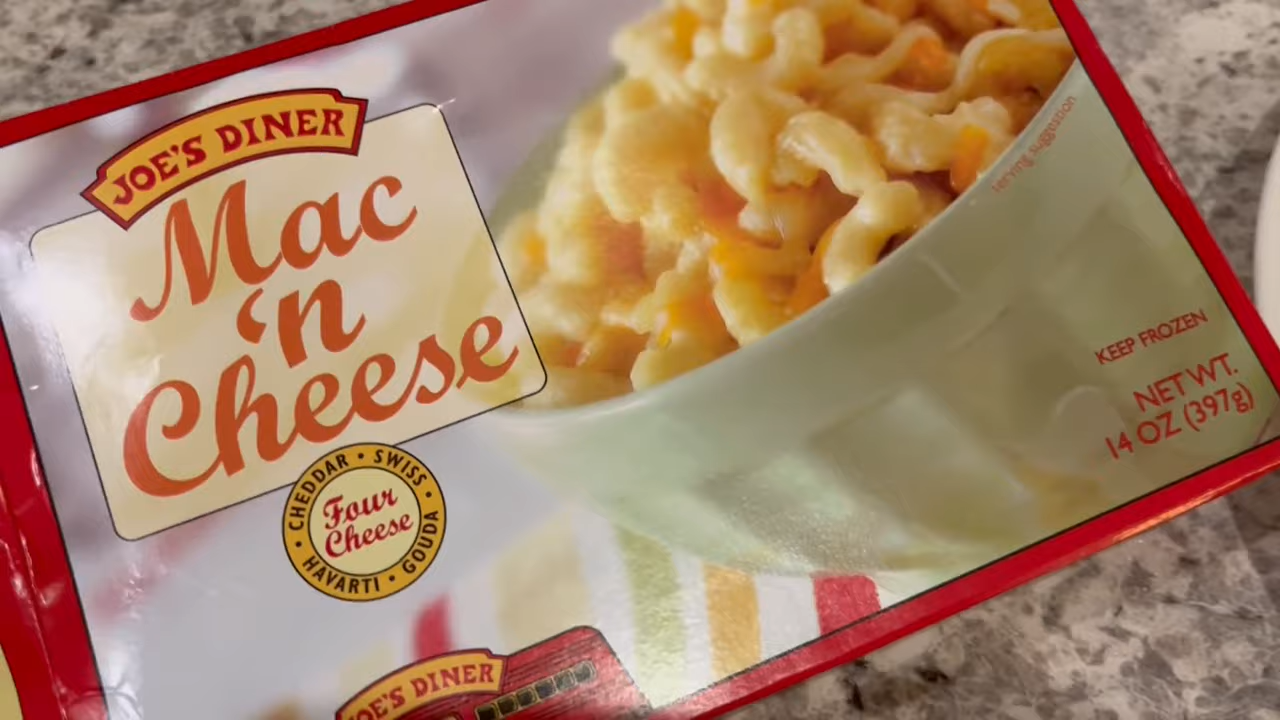 JOE'S DINER
Mac
'n
Cheese
CHEDDAR • SWISS • GOUDA • HAVARTI •
Four
Cheese
serving suggestion
KEEP FROZEN
NET WT.
14 OZ (397g)
JOE'S DINER